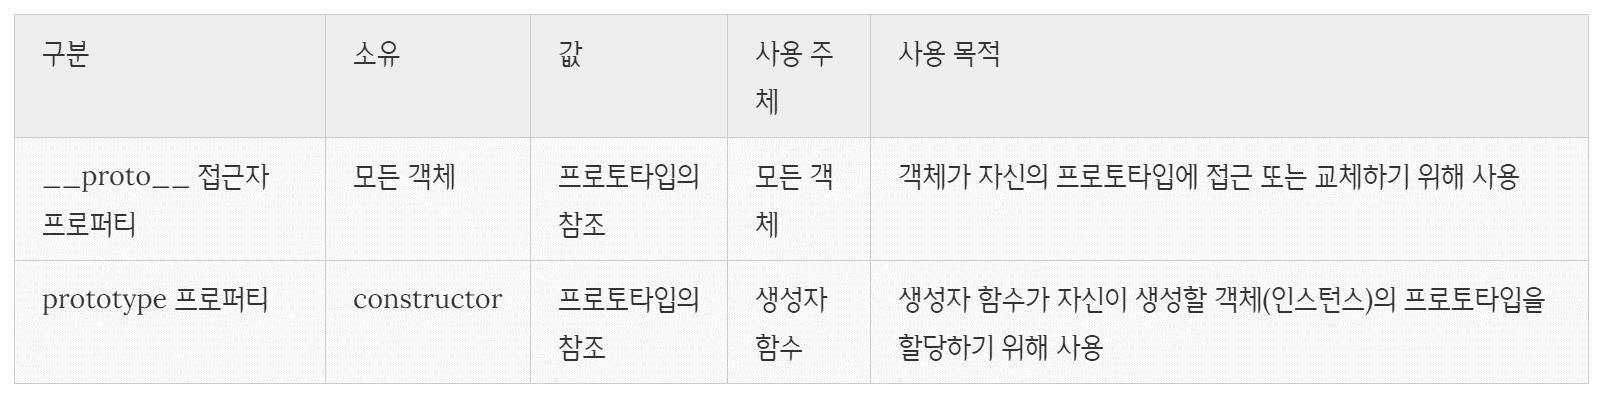 구분
소유
값
사용 주
체
사용 목적
__proto__ 접근자
프로퍼티
모든 객체
프로토타입의
참조
모든 객
체
객체가 자신의 프로토타입에 접근 또는 교체하기 위해 사용
prototype 프로퍼티
constructor
프로토타입의
참조
생성자
함수
생성자 함수가 자신이 생성할 객체(인스턴스)의 프로토타입을
할당하기 위해 사용